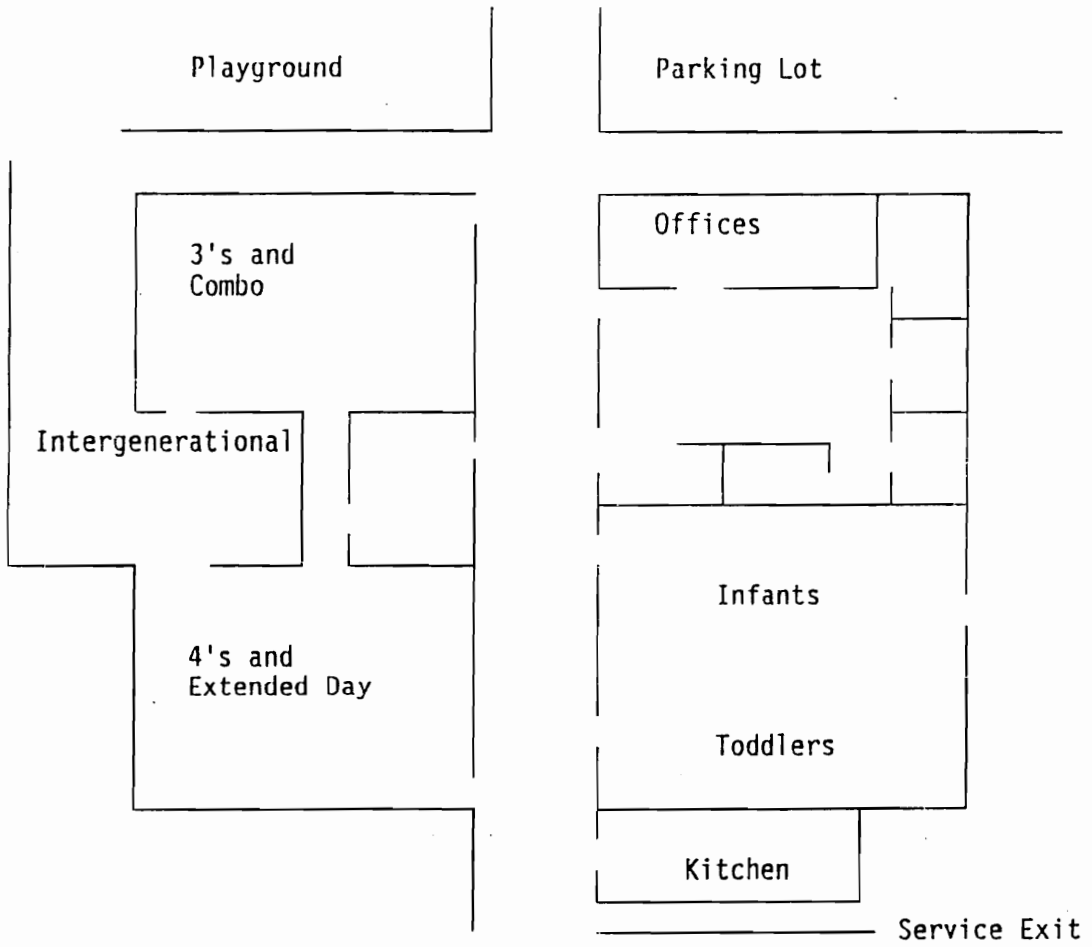 Playground
Parking Lot
Offices
3's and
Combo
Intergenerational
Infants
4's and
Extended Day
Toddlers
Kitchen
Service Exit